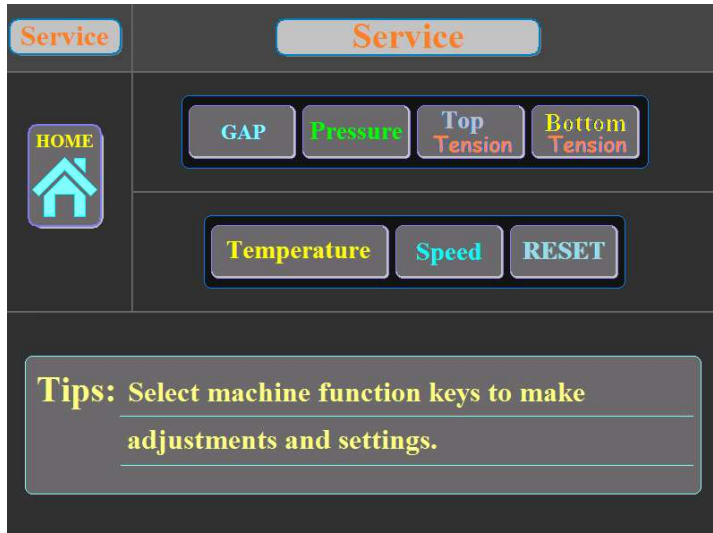 Service
Service
HOME
GAP
Pressure
Top
Tension
Bottom
Tension
Temperature
Speed
RESET
Tips: Select machine function keys to make
adjustments and settings.